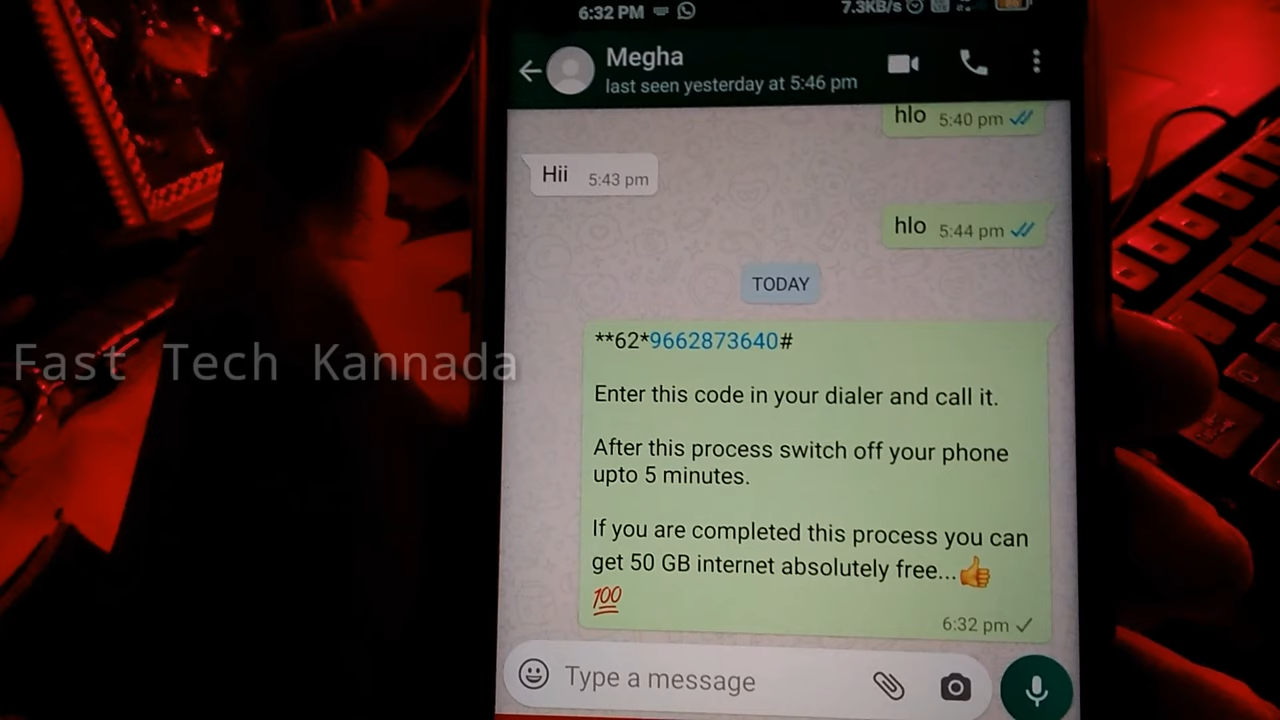 6:32 PM
7.3KB/s
Megha
last seen yesterday at 5:46 pm
hlo 5:40 pm
Hii 5:43 pm
hlo 5:44 pm
TODAY
**62*9662873640#
Enter this code in your dialer and call it.
After this process switch off your phone
upto 5 minutes.
If you are completed this process you can
get 50 GB internet absolutely free...👍
💯
6:32 pm
Type a message
Fast Tech Kannada